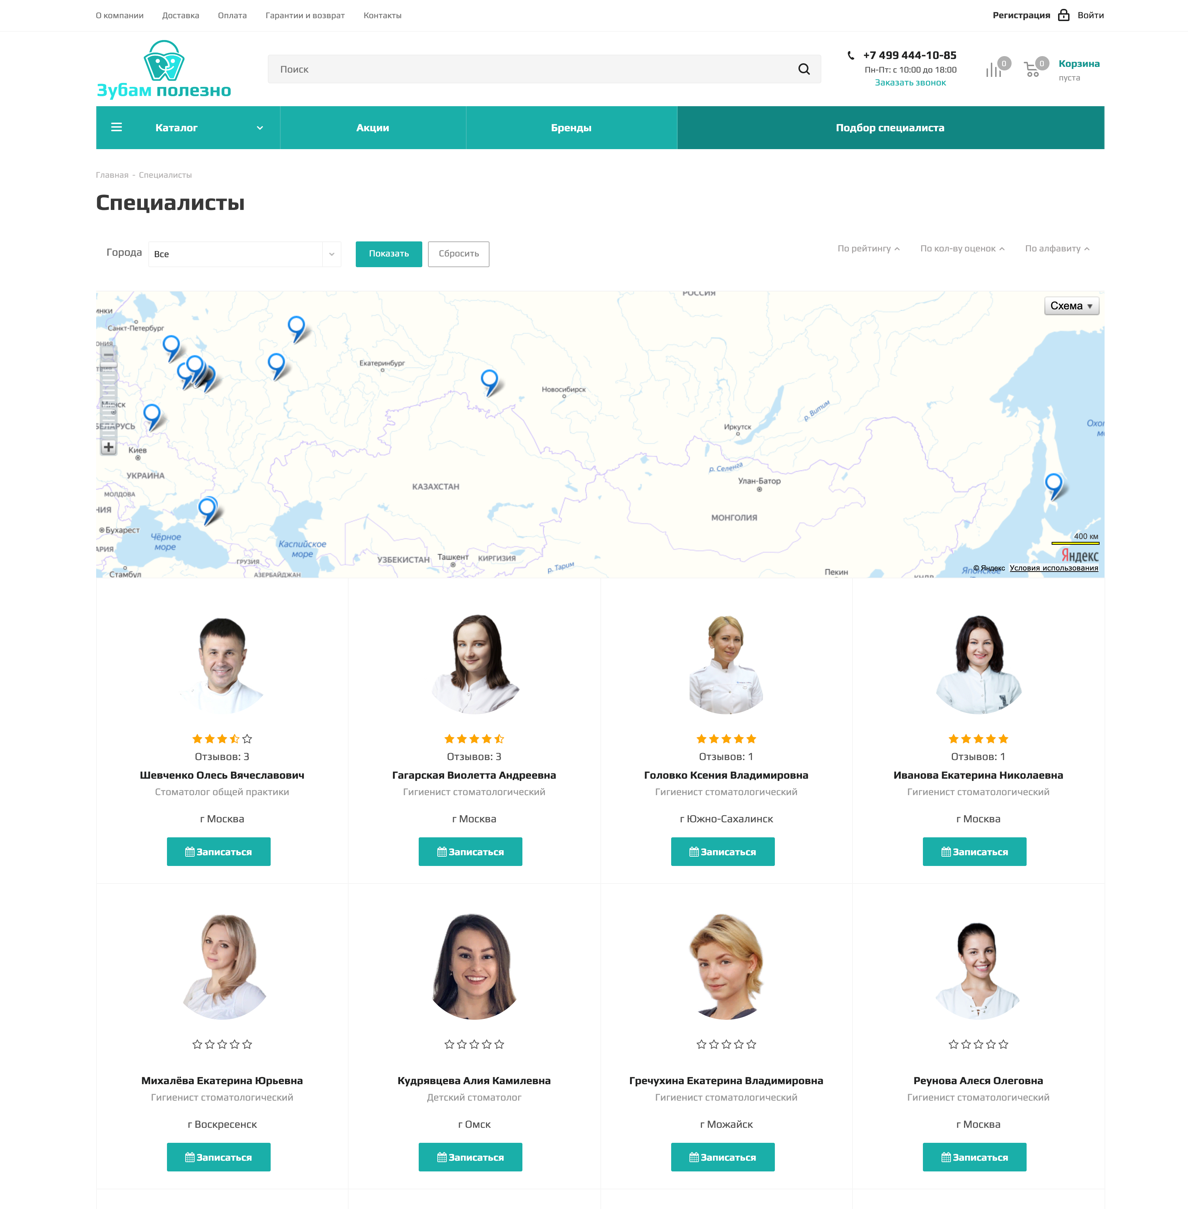 О компании Доставка Оплата Гарантии и возврат Контакты Регистрация Войти
Зубам полезно
Поиск
+7 499 444-10-85
Пн-Пт: с 10:00 до 18:00
Заказать звонок
0
0
Корзина
пуста
Каталог Акции Бренды Подбор специалиста
Главная - Специалисты
Специалисты
Города Все Показать Сбросить По рейтингу По кол-ву оценок По алфавиту
РОССИЯ
Схема
Санкт-Петербург
Екатеринбург
Новосибирск
Минск
БЕЛАРУСЬ
Киев
УКРАИНА
МОЛДОВА
Бухарест
Чёрное
море
Стамбул
Каспийское
море
ГРУЗИЯ
АЗЕРБАЙДЖАН
КАЗАХСТАН
УЗБЕКИСТАН
Ташкент
КИРГИЗИЯ
р. Тарим
р. Витим
Иркутск
р. Селенга
Улан-Батор
МОНГОЛИЯ
Пекин
400 км
Яндекс
© Яндекс Условия использования
Отзывов: 3 Отзывов: 3 Отзывов: 1 Отзывов: 1
Шевченко Олесь Вячеславович Гагарская Виолетта Андреевна Головко Ксения Владимировна Иванова Екатерина Николаевна
Стоматолог общей практики Гигиенист стоматологический Гигиенист стоматологический Гигиенист стоматологический
г Москва г Москва г Южно-Сахалинск г Москва
Записаться Записаться Записаться Записаться
Михалёва Екатерина Юрьевна Кудрявцева Алия Камилевна Гречухина Екатерина Владимировна Реунова Алеся Олеговна
Гигиенист стоматологический Детский стоматолог Гигиенист стоматологический Гигиенист стоматологический
г Воскресенск г Омск г Можайск г Москва
Записаться Записаться Записаться Записаться